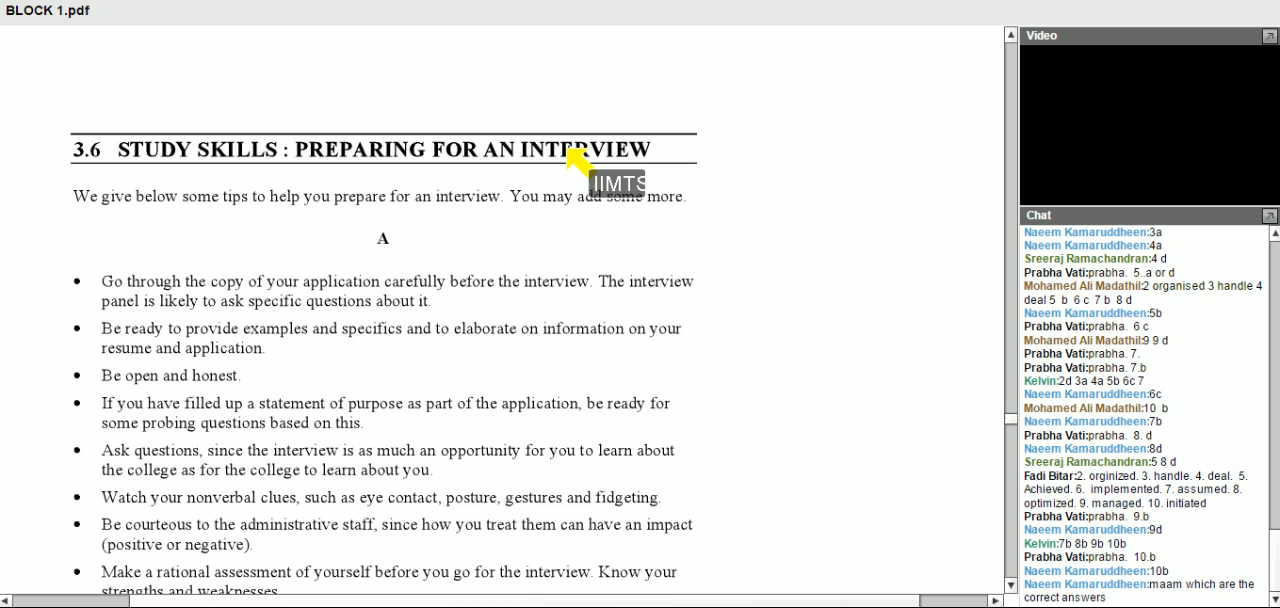 BLOCK 1.pdf
3.6 STUDY SKILLS : PREPARING FOR AN INTERVIEW
IIMTS
We give below some tips to help you prepare for an interview. You may add some more.
A
• Go through the copy of your application carefully before the interview. The interview
panel is likely to ask specific questions about it.
• Be ready to provide examples and specifics and to elaborate on information on your
resume and application.
• Be open and honest.
• If you have filled up a statement of purpose as part of the application, be ready for
some probing questions based on this.
• Ask questions, since the interview is as much an opportunity for you to learn about
the college as for the college to learn about you.
• Watch your nonverbal clues, such as eye contact, posture, gestures and fidgeting.
• Be courteous to the administrative staff, since how you treat them can have an impact
(positive or negative).
• Make a rational assessment of yourself before you go for the interview. Know your
strengths and weaknesses
Video
Chat
Naeem Kamaruddheen:3a
Naeem Kamaruddheen:4a
Sreeraj Ramachandran:4 d
Prabha Vati:prabha. 5..a or d
Mohamed Ali Madathil:2 organised 3 handle 4
deal 5 b 6 c 7 b 8 d
Naeem Kamaruddheen:5b
Prabha Vati:prabha. 6 c
Mohamed Ali Madathil:9 9 d
Prabha Vati:prabha. 7.
Prabha Vati:prabha. 7.b
Kelvin:2d 3a 4a 5b 6c 7
Naeem Kamaruddheen:6c
Mohamed Ali Madathil:10 b
Naeem Kamaruddheen:7b
Prabha Vati:prabha. 8. d
Naeem Kamaruddheen:8d
Sreeraj Ramachandran:5 8 d
Fadi Bitar:2. orginized. 3. handle. 4. deal. 5.
Achieved. 6. implemented. 7. assumed. 8.
optimized. 9. managed. 10. initiated
Prabha Vati:prabha. 9.b
Naeem Kamaruddheen:9d
Kelvin:7b 8b 9b 10b
Prabha Vati:prabha. 10.b
Naeem Kamaruddheen:10b
Naeem Kamaruddheen:maam which are the
correct answers